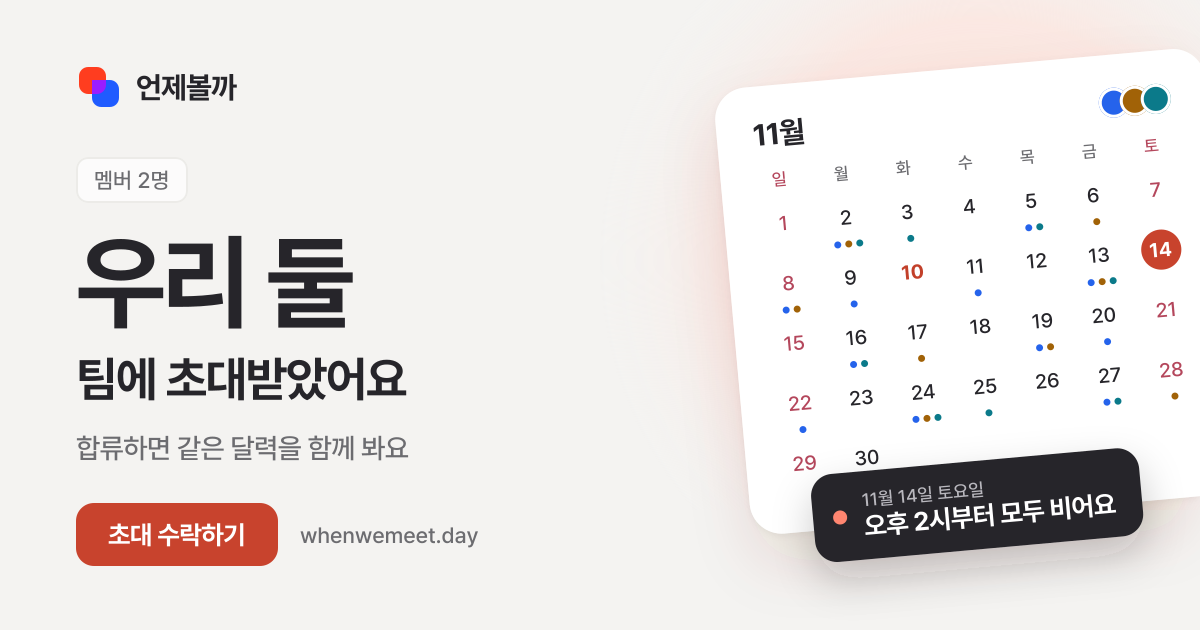 언제볼까
멤버 2명
우리 둘
팀에 초대받았어요
합류하면 같은 달력을 함께 봐요
초대 수락하기
whenwemeet.day
11월
일 월 화 수 목 금 토
1 2 3 4 5 6 7
8 9 10 11 12 13 14
15 16 17 18 19 20 21
22 23 24 25 26 27 28
29 30
11월 14일 토요일
오후 2시부터 모두 비어요